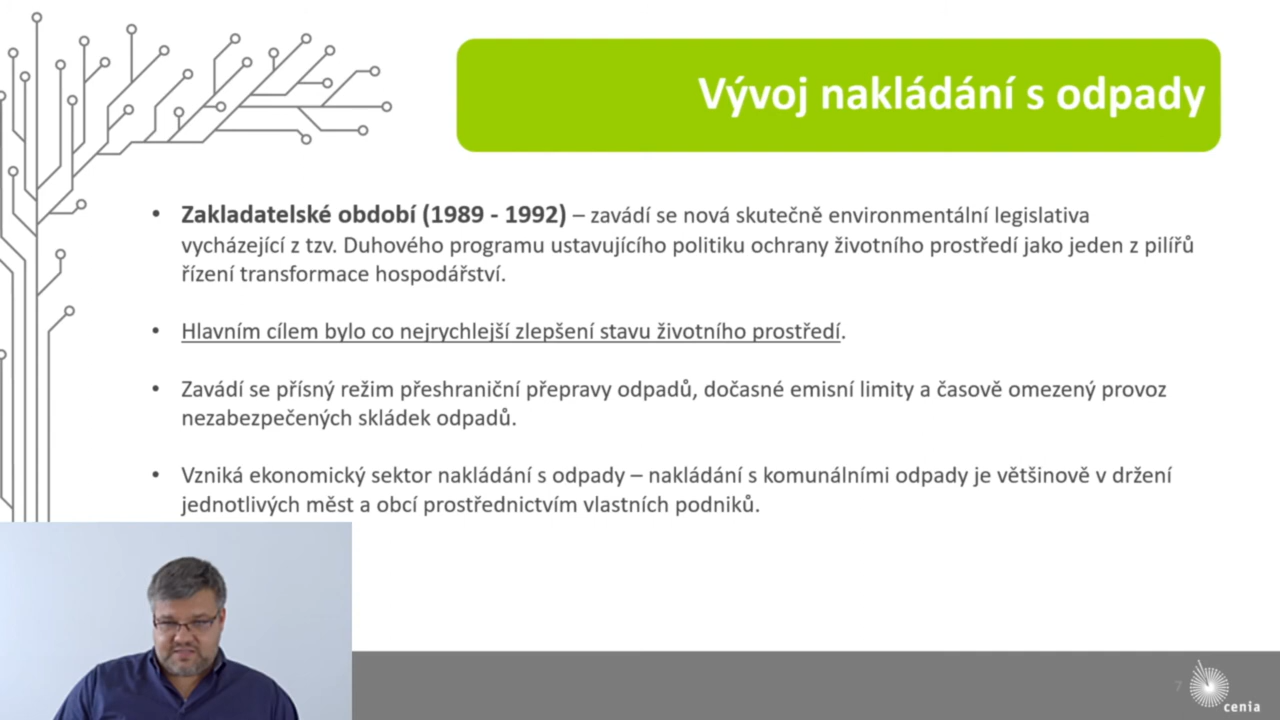 Vývoj nakládání s odpady
• Zakladatelské období (1989 - 1992) – zavádí se nová skutečně environmentální legislativa
vycházející z tzv. Duhového programu ustavujícího politiku ochrany životního prostředí jako jeden z pilířů
řízení transformace hospodářství.
• Hlavním cílem bylo co nejrychlejší zlepšení stavu životního prostředí.
• Zavádí se přísný režim přeshraniční přepravy odpadů, dočasné emisní limity a časově omezený provoz
nezabezpečených skládek odpadů.
• Vzniká ekonomický sektor nakládání s odpady – nakládání s komunálními odpady je většinově v držení
jednotlivých měst a obcí prostřednictvím vlastních podniků.
7
cenia